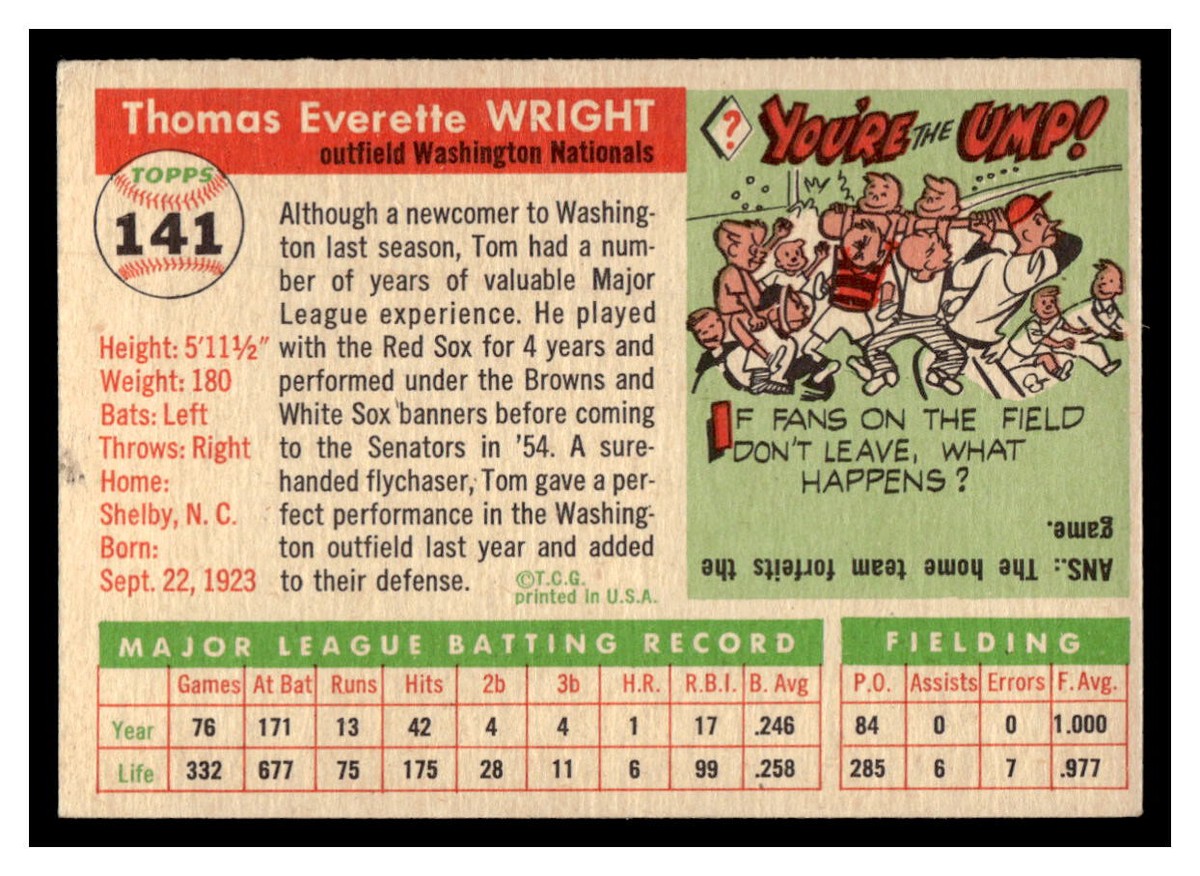 Thomas Everette WRIGHT
outfield Washington Nationals
TOPPS
141
Height: 5'11½"
Weight: 180
Bats: Left
Throws: Right
Home:
Shelby, N. C.
Born:
Sept. 22, 1923
Although a newcomer to Washing-
ton last season, Tom had a num-
ber of years of valuable Major
League experience. He played
with the Red Sox for 4 years and
performed under the Browns and
White Sox banners before coming
to the Senators in '54. A sure-
handed flychaser, Tom gave a per-
fect performance in the Washing-
ton outfield last year and added
to their defense.
©T.C.G.
printed in U.S.A.
?
YOU'RE THE UMP!
IF FANS ON THE FIELD
DON'T LEAVE, WHAT
HAPPENS?
ANS.: The home team forfeits the
game.
MAJOR LEAGUE BATTING RECORD
Games At Bat Runs Hits 2b 3b H.R. R.B.I. B. Avg
Year 76 171 13 42 4 4 1 17 .246
Life 332 677 75 175 28 11 6 99 .258
FIELDING
P.O. Assists Errors F.Avg.
84 0 0 1.000
285 6 7 .977